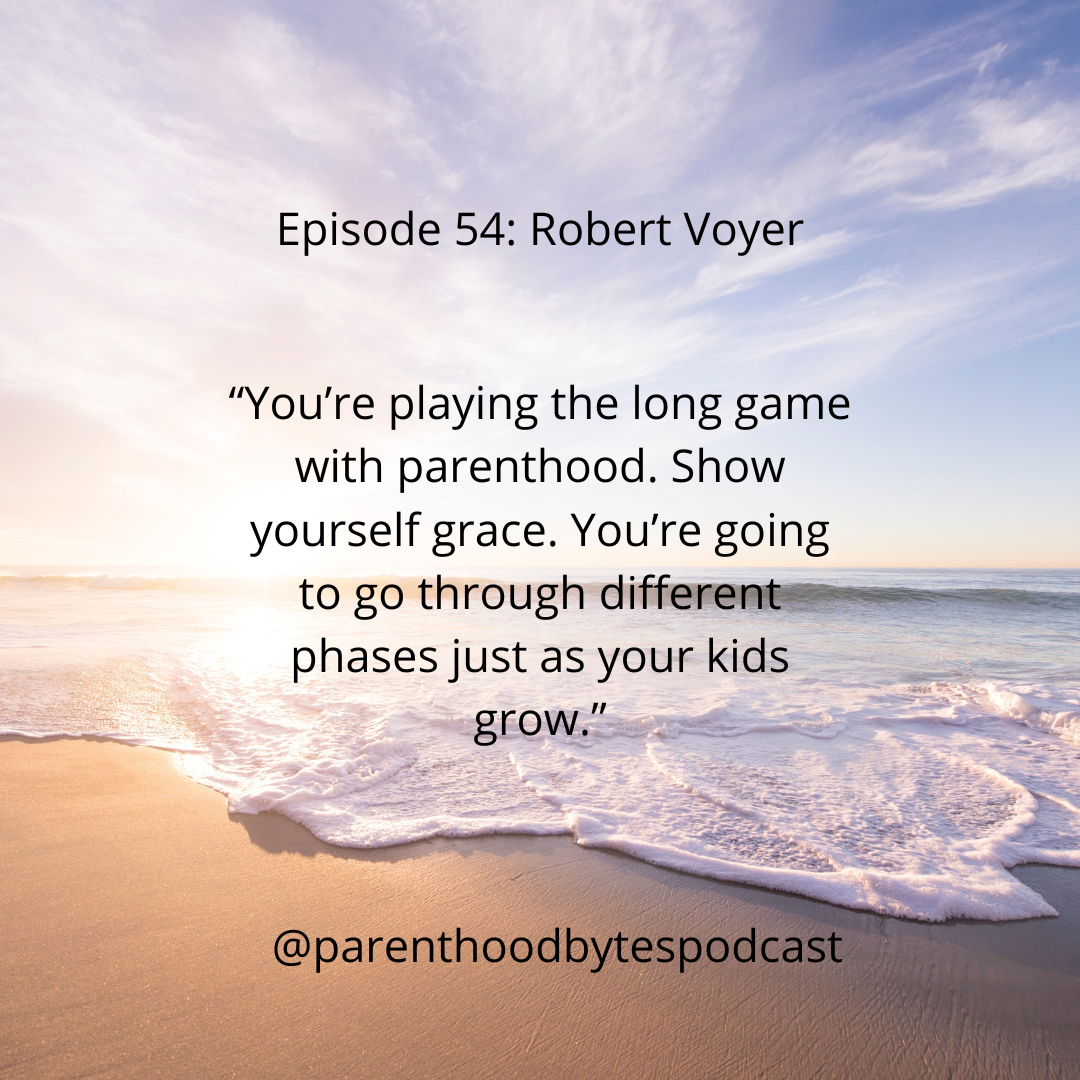 Episode 54: Robert Voyer
“You’re playing the long game
with parenthood. Show
yourself grace. You’re going
to go through different
phases just as your kids
grow.”
@parenthoodbytespodcast